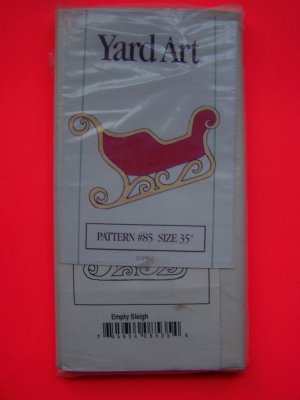 Yard Art
PATTERN #85 SIZE 35"
Empty Sleigh